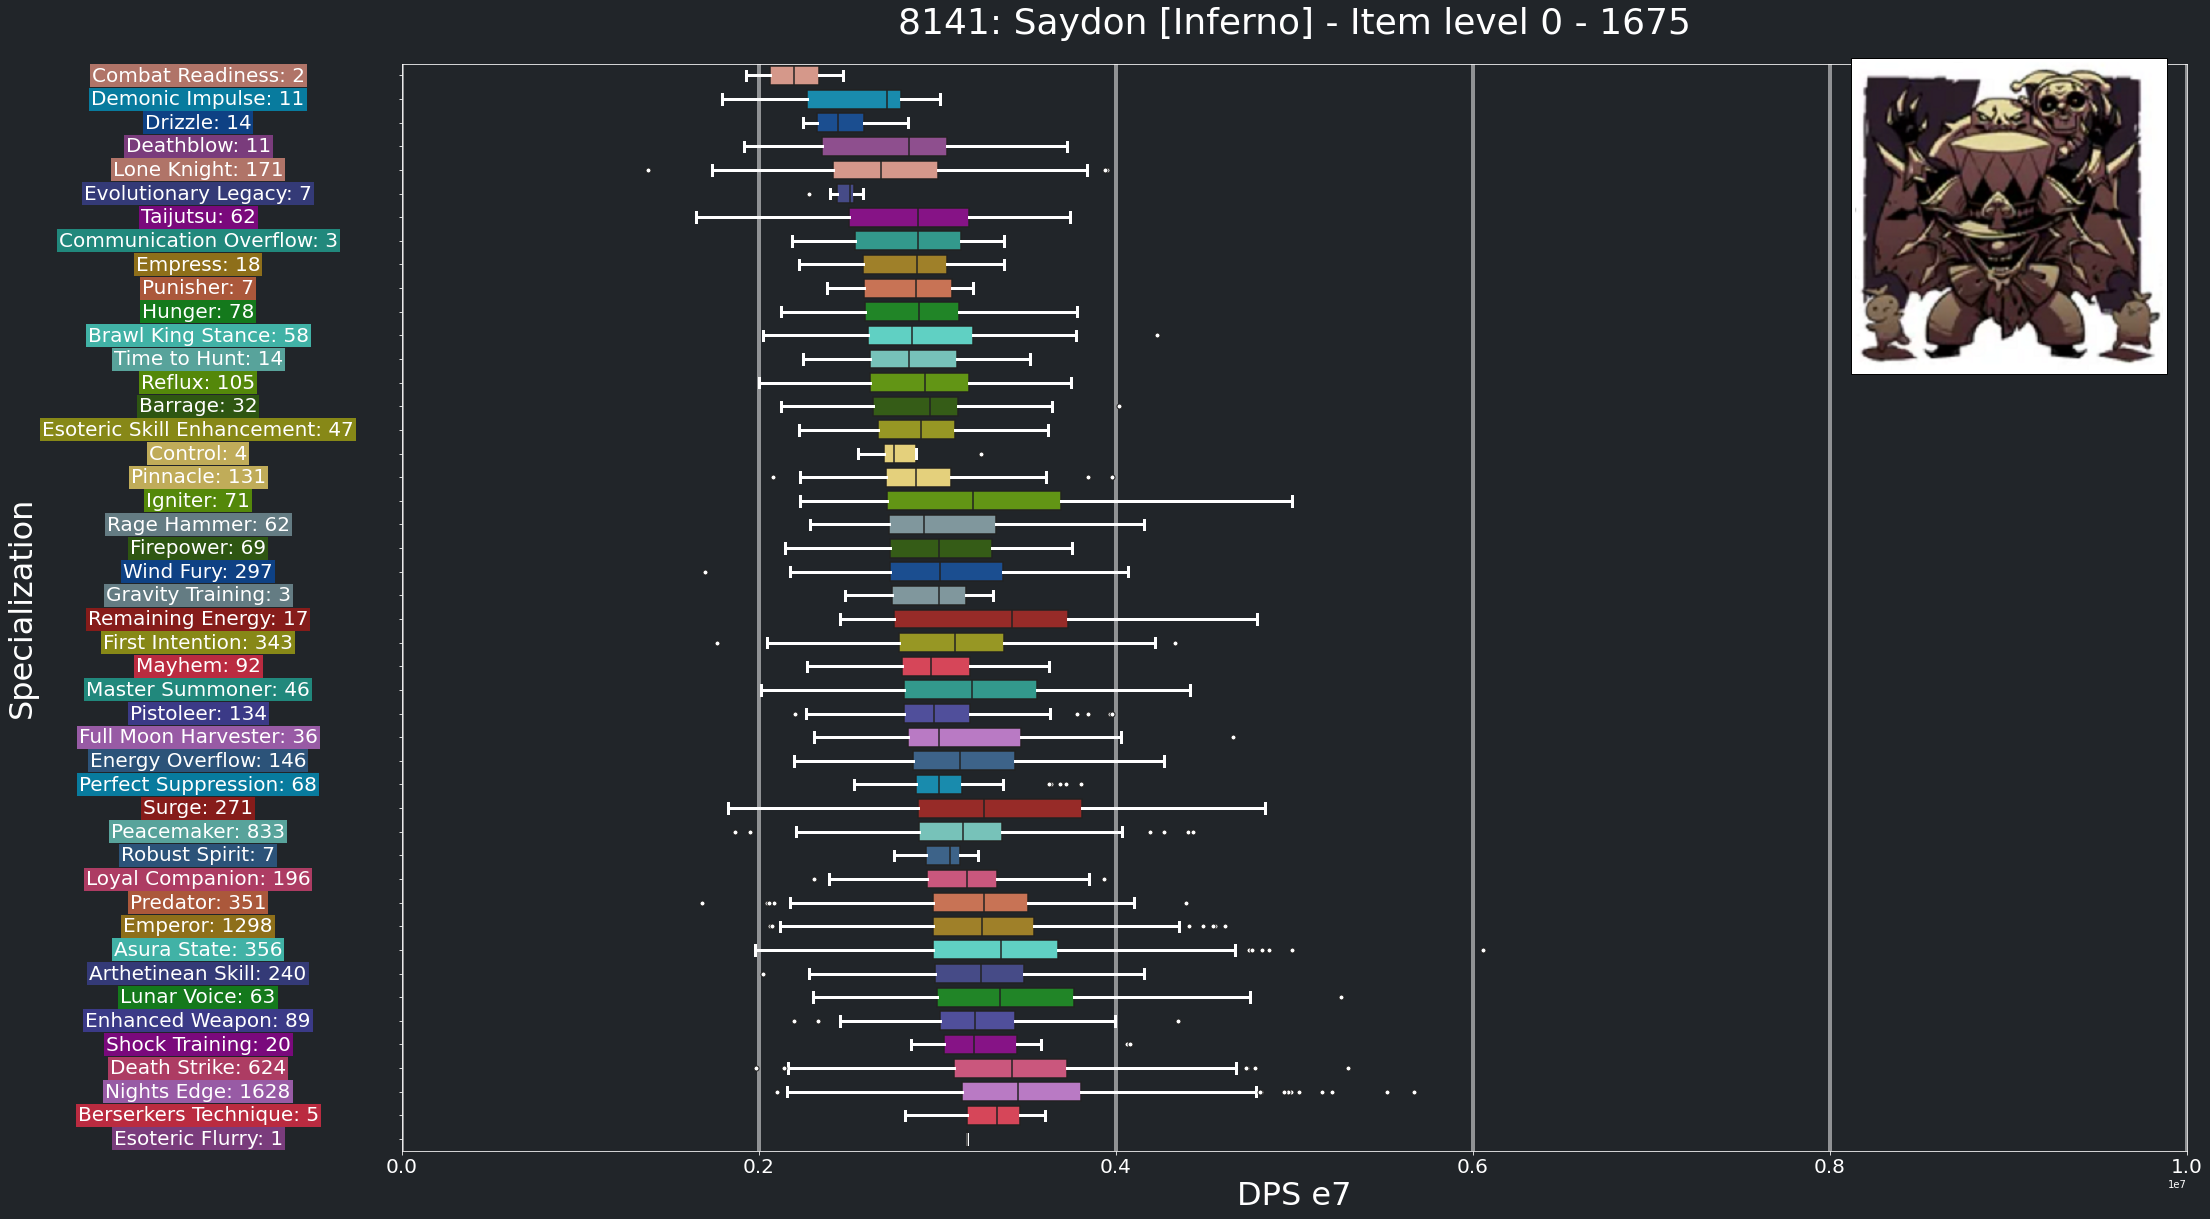 8141: Saydon [Inferno] - Item level 0 - 1675
Specialization
Combat Readiness: 2
Demonic Impulse: 11
Drizzle: 14
Deathblow: 11
Lone Knight: 171
Evolutionary Legacy: 7
Taijutsu: 62
Communication Overflow: 3
Empress: 18
Punisher: 7
Hunger: 78
Brawl King Stance: 58
Time to Hunt: 14
Reflux: 105
Barrage: 32
Esoteric Skill Enhancement: 47
Control: 4
Pinnacle: 131
Igniter: 71
Rage Hammer: 62
Firepower: 69
Wind Fury: 297
Gravity Training: 3
Remaining Energy: 17
First Intention: 343
Mayhem: 92
Master Summoner: 46
Pistoleer: 134
Full Moon Harvester: 36
Energy Overflow: 146
Perfect Suppression: 68
Surge: 271
Peacemaker: 833
Robust Spirit: 7
Loyal Companion: 196
Predator: 351
Emperor: 1298
Asura State: 356
Arthetinean Skill: 240
Lunar Voice: 63
Enhanced Weapon: 89
Shock Training: 20
Death Strike: 624
Nights Edge: 1628
Berserkers Technique: 5
Esoteric Flurry: 1
0.0 0.2 0.4 0.6 0.8 1.0
1e7
DPS e7